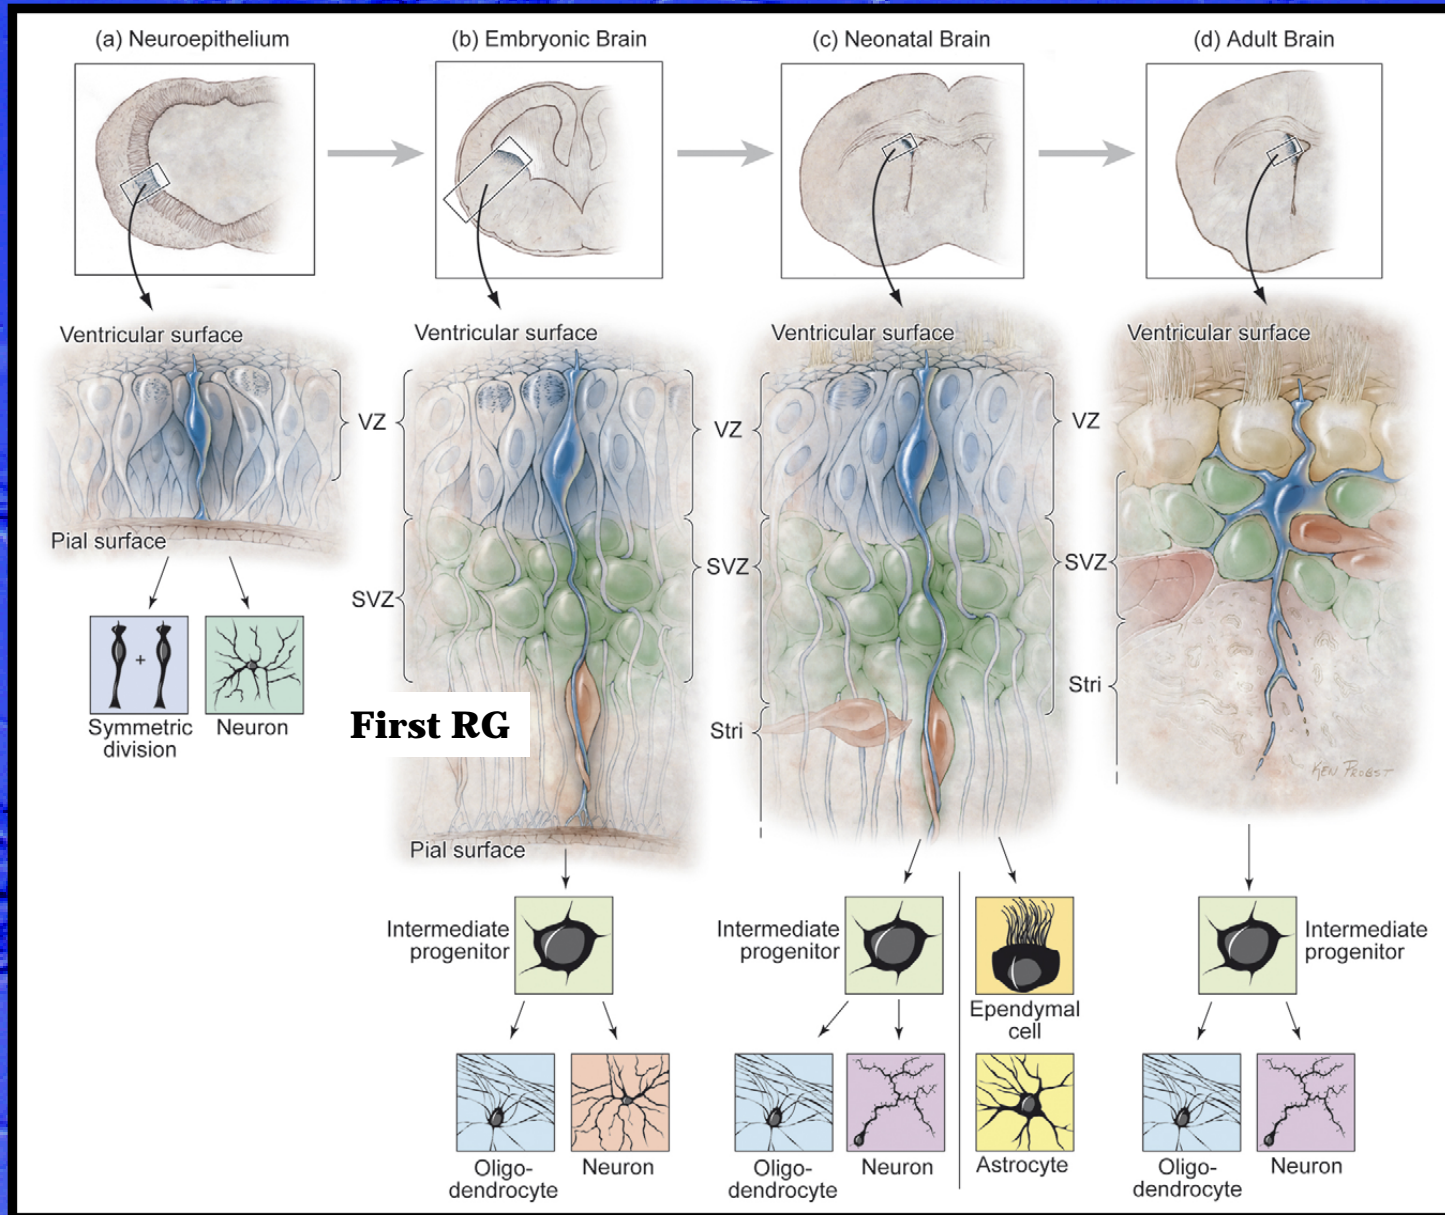 (a) Neuroepithelium
(b) Embryonic Brain
(c) Neonatal Brain
(d) Adult Brain
Ventricular surface
Ventricular surface
Ventricular surface
Ventricular surface
VZ
VZ
VZ
Pial surface
SVZ
SVZ
SVZ
Symmetric
division
Neuron
First RG
Stri
Stri
KEN PROBST
Pial surface
Intermediate
progenitor
Intermediate
progenitor
Ependymal
cell
Intermediate
progenitor
Oligo-
dendrocyte
Neuron
Oligo-
dendrocyte
Neuron
Astrocyte
Oligo-
dendrocyte
Neuron